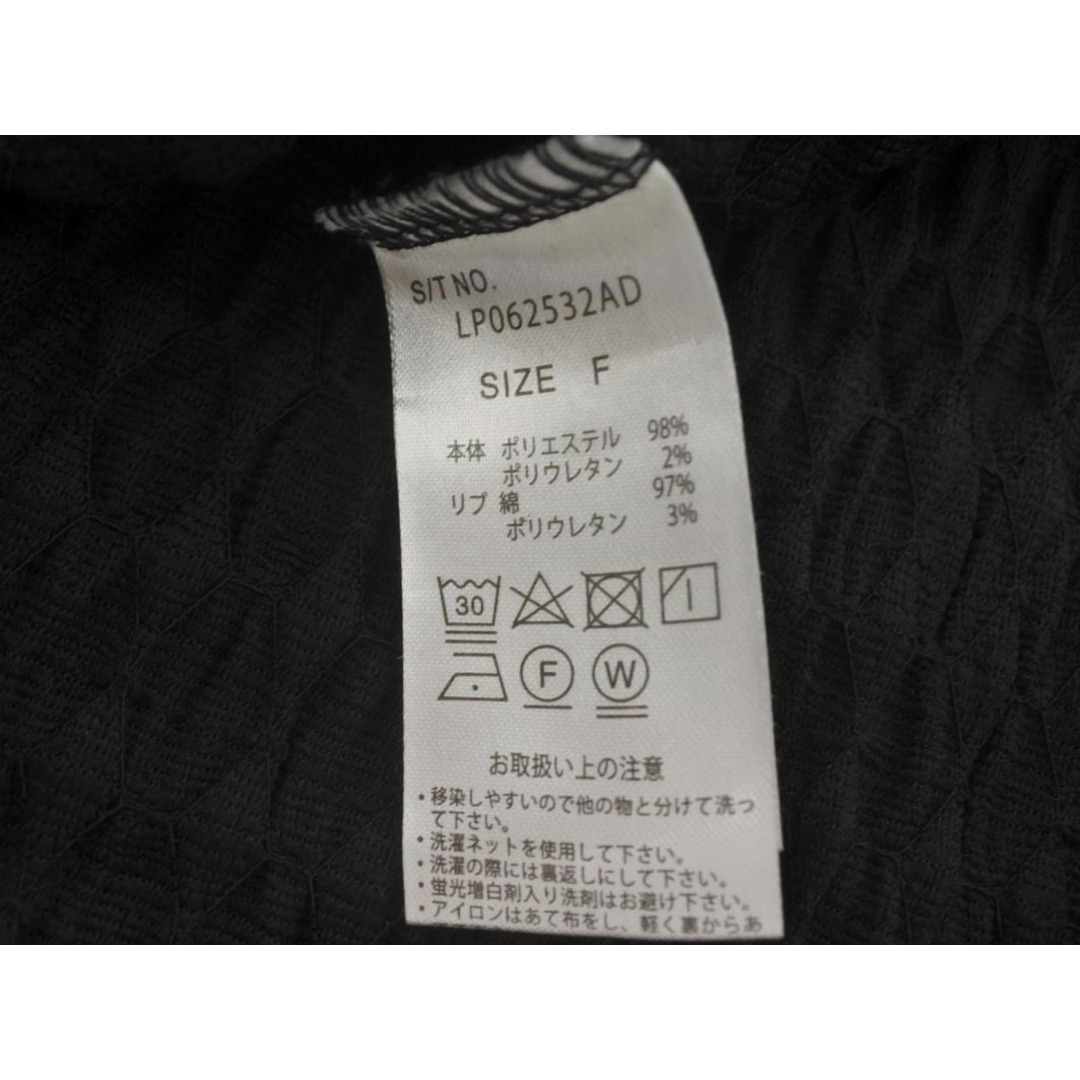 S/T NO.
LP062532AD
SIZE F
本体 ポリエステル 98%
ポリウレタン 2%
リブ 綿 97%
ポリウレタン 3%
30
F W
お取扱い上の注意
・移染しやすいので他の物と分けて洗っ
て下さい。
・洗濯ネットを使用して下さい。
・洗濯の際には裏返しにして下さい。
・蛍光増白剤入り洗剤はお避け下さい。
・アイロンはあて布をし、軽く裏からあ